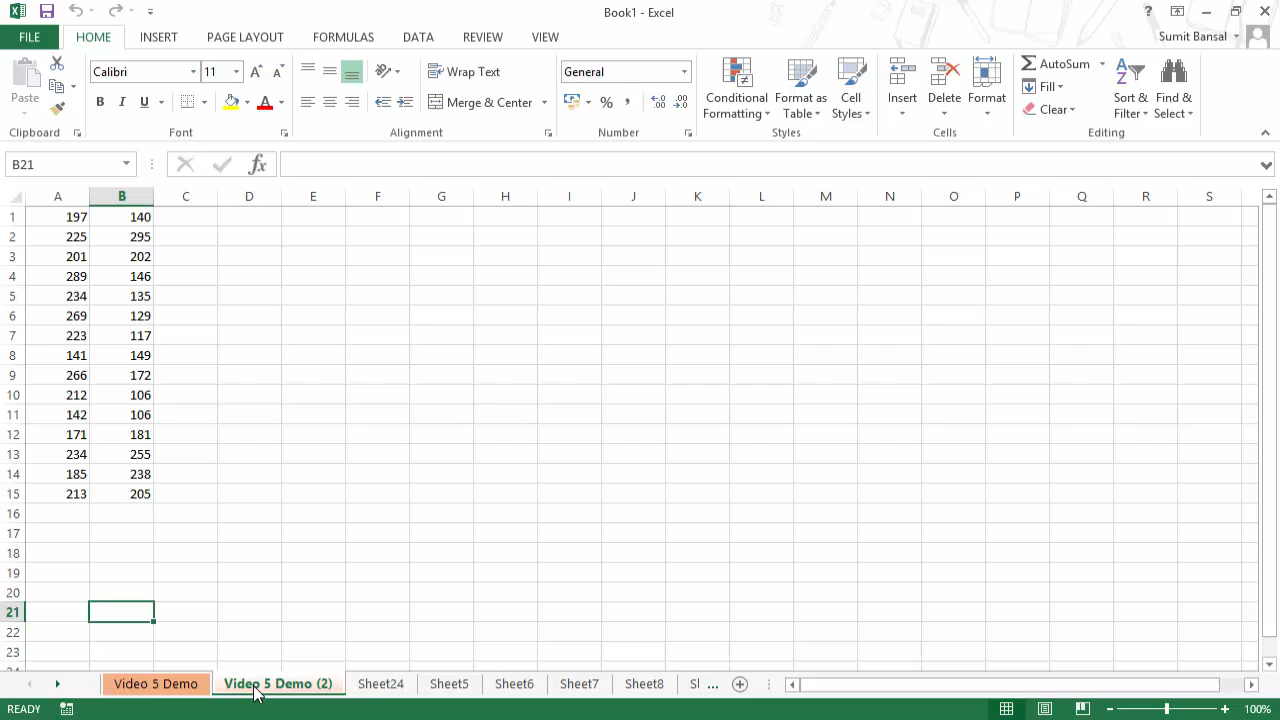 Book1 - Excel
?
FILE HOME INSERT PAGE LAYOUT FORMULAS DATA REVIEW VIEW Sumit Bansal
Paste
Calibri 11
B I U A
Wrap Text
Merge & Center
General
% ,
Conditional Formatting
Format as Table
Cell Styles
Insert
Delete
Format
AutoSum
Fill
Clear
Sort & Filter
Find & Select
Clipboard Font Alignment Number Styles Cells Editing
B21 fx
A B C D E F G H I J K L M N O P Q R S
1 197 140
2 225 295
3 201 202
4 289 146
5 234 135
6 269 129
7 223 117
8 141 149
9 266 172
10 212 106
11 142 106
12 171 181
13 234 255
14 185 238
15 213 205
16
17
18
19
20
21
22
23
Video 5 Demo Video 5 Demo (2) Sheet24 Sheet5 Sheet6 Sheet7 Sheet8 ...
READY 100%